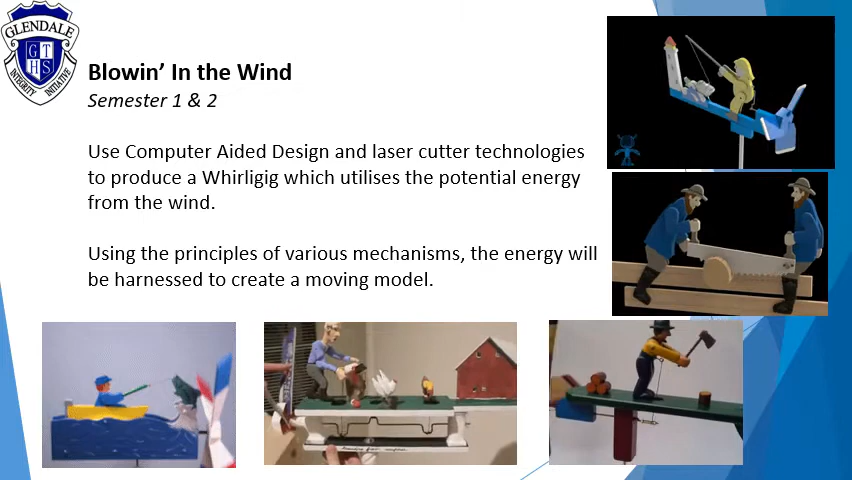 GLENDALE
G T
H S
INTEGRITY INITIATIVE
Blowin’ In the Wind
Semester 1 & 2
Use Computer Aided Design and laser cutter technologies
to produce a Whirligig which utilises the potential energy
from the wind.
Using the principles of various mechanisms, the energy will
be harnessed to create a moving model.